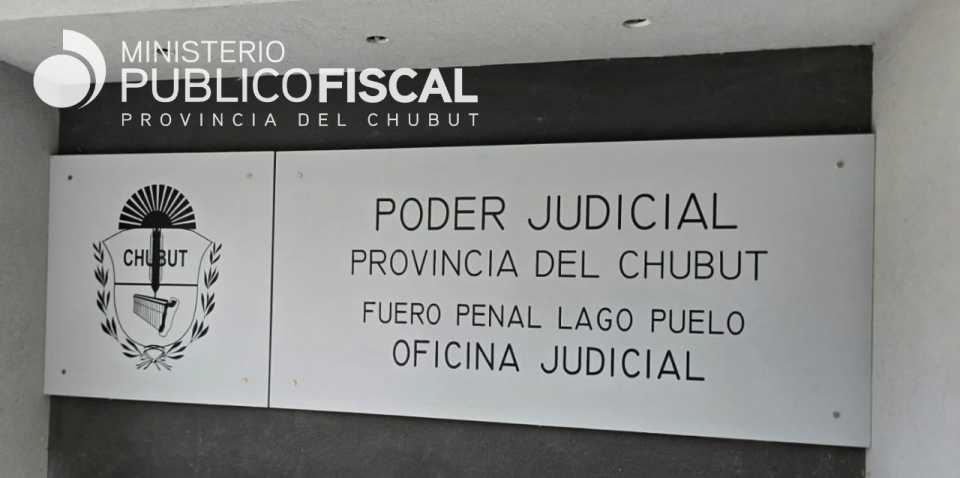 MINISTERIO
PUBLICOFISCAL
PROVINCIA DEL CHUBUT
CHUBUT
PODER JUDICIAL
PROVINCIA DEL CHUBUT
FUERO PENAL LAGO PUELO
OFICINA JUDICIAL